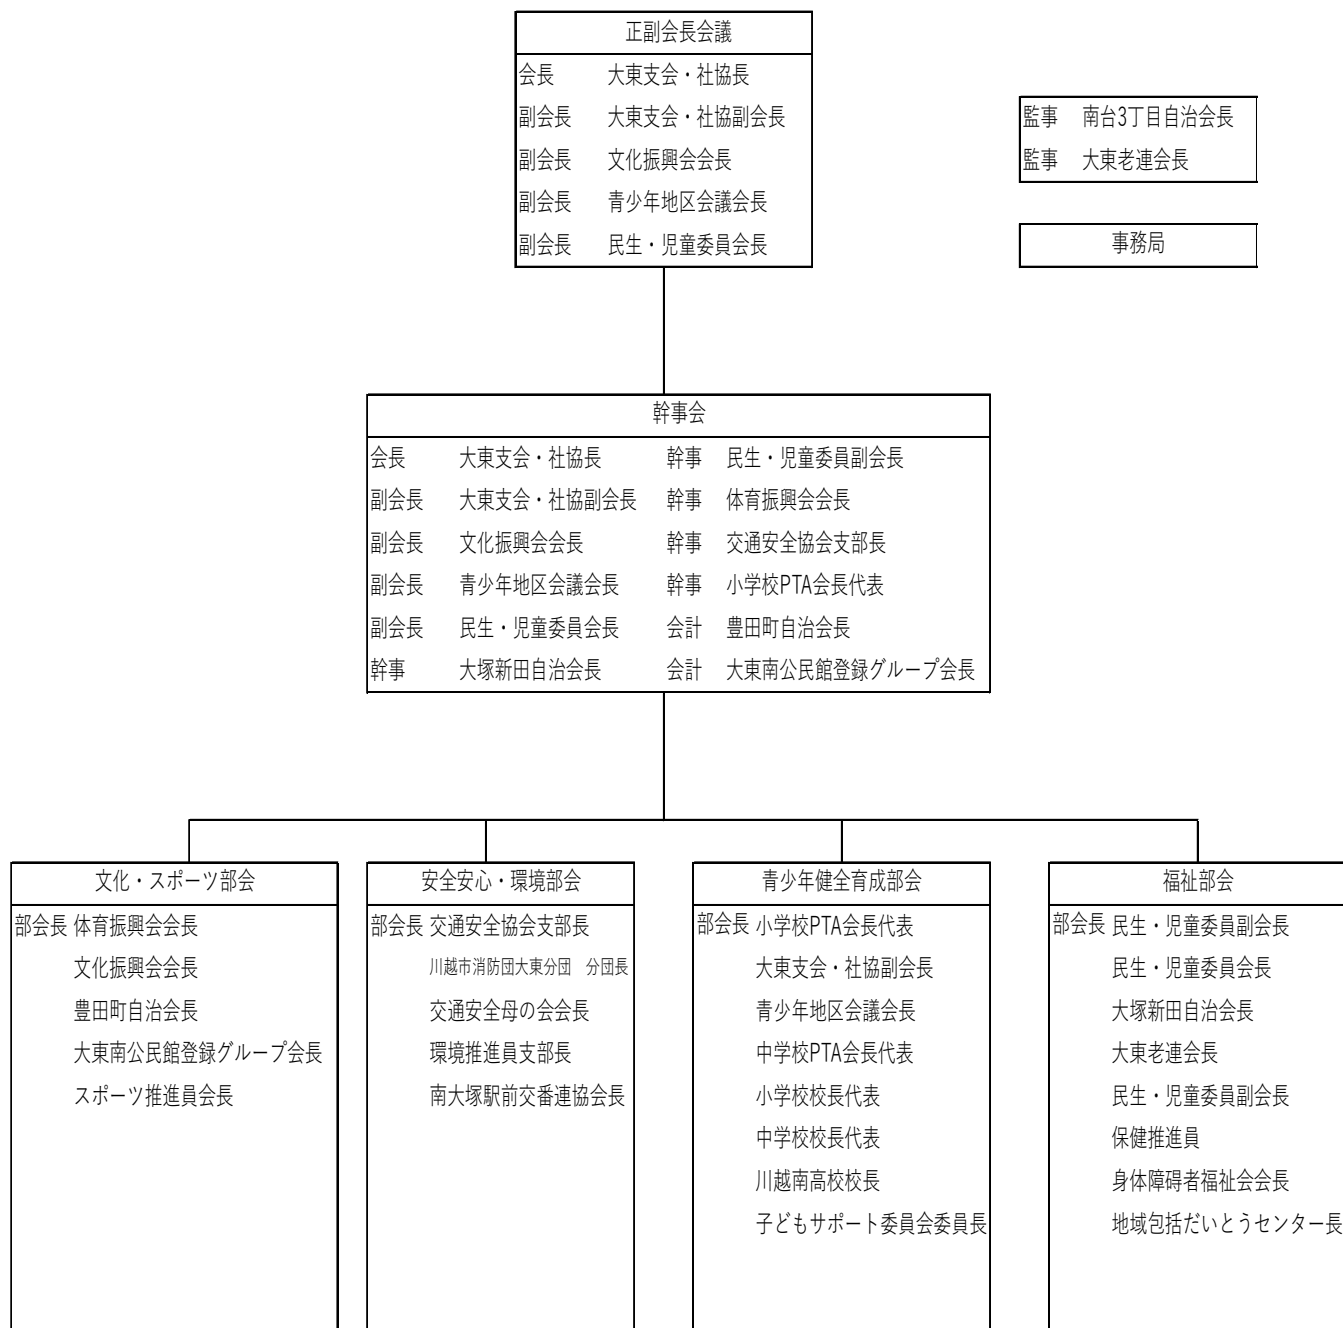 正副会長会議
会長 大東支会・社協長
副会長 大東支会・社協副会長
副会長 文化振興会会長
副会長 青少年地区会議会長
副会長 民生・児童委員会長
監事 南台3丁目自治会長
監事 大東老連会長
事務局
幹事会
会長 大東支会・社協長 幹事 民生・児童委員副会長
副会長 大東支会・社協副会長 幹事 体育振興会会長
副会長 文化振興会会長 幹事 交通安全協会支部長
副会長 青少年地区会議会長 幹事 小学校PTA会長代表
副会長 民生・児童委員会長 会計 豊田町自治会長
幹事 大塚新田自治会長 会計 大東南公民館登録グループ会長
文化・スポーツ部会
部会長 体育振興会会長
文化振興会会長
豊田町自治会長
大東南公民館登録グループ会長
スポーツ推進員会長
安全安心・環境部会
部会長 交通安全協会支部長
川越市消防団大東分団 分団長
交通安全母の会会長
環境推進員支部長
南大塚駅前交番連協会長
青少年健全育成部会
部会長 小学校PTA会長代表
大東支会・社協副会長
青少年地区会議会長
中学校PTA会長代表
小学校校長代表
中学校校長代表
川越南高校校長
子どもサポート委員会委員長
福祉部会
部会長 民生・児童委員副会長
民生・児童委員会長
大塚新田自治会長
大東老連会長
民生・児童委員副会長
保健推進員
身体障碍者福祉会会長
地域包括だいとうセンター長